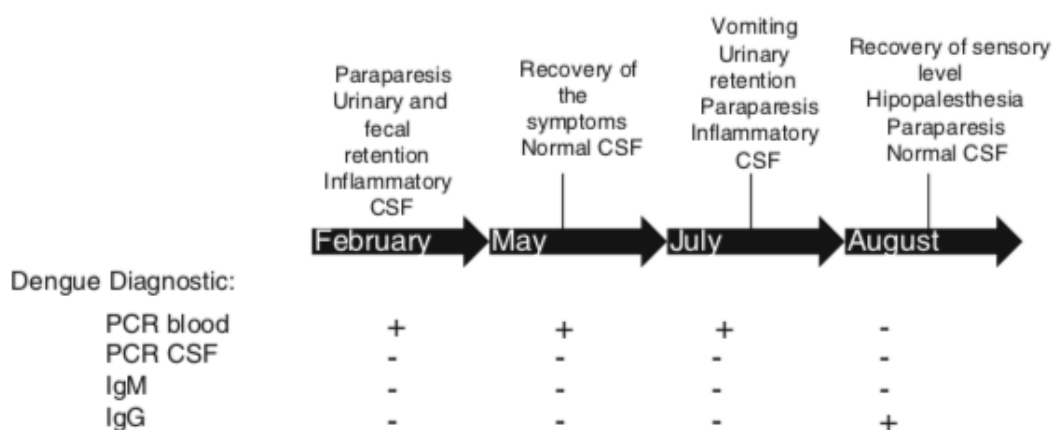 Paraparesis
Urinary and
fecal
retention
Inflammatory
CSF
Recovery of
the
symptoms
Normal CSF
Vomiting
Urinary
retention
Paraparesis
Inflammatory
CSF
Recovery of sensory
level
Hipopalesthesia
Paraparesis
Normal CSF
February May July August
Dengue Diagnostic:
PCR blood + + + -
PCR CSF - - - -
IgM - - - -
IgG - - - +